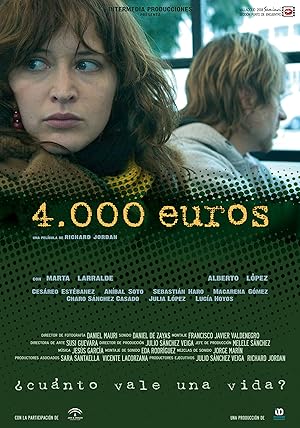 INTERMEDIA PRODUCCIONES
PRESENTA
4.000 euros
UNA PELÍCULA DE RICHARD JORDAN
CON MARTA LARRALDE ALBERTO LÓPEZ
CESÁREO ESTÉBANEZ ANÍBAL SOTO SEBASTIÁN HARO MACARENA GÓMEZ
CHARO SÁNCHEZ CASADO JULIA LÓPEZ LUCÍA HOYOS
DIRECTOR DE FOTOGRAFÍA DANIEL MAURI SONIDO DANIEL DE ZAYAS MONTAJE FRANCISCO JAVIER VALDENEGRO
DIRECTORA DE ARTE SUSI GUEVARA DIRECTOR DE PRODUCCIÓN JULIO SÁNCHEZ VEIGA JEFE DE PRODUCCIÓN MELELE SÁNCHEZ
MÚSICA JESÚS GARCÍA MONTAJE DE SONIDO EDA RODRÍGUEZ MEZCLAS DE SONIDO JORGE MARÍN
PRODUCTORES ASOCIADOS SARA SANTAELLA VICENTE LACORZANA PRODUCTORES EJECUTIVOS JULIO SÁNCHEZ VEIGA RICHARD JORDAN
¿cuánto vale una vida?
CON LA PARTICIPACIÓN DE
UNA PRODUCCIÓN DE